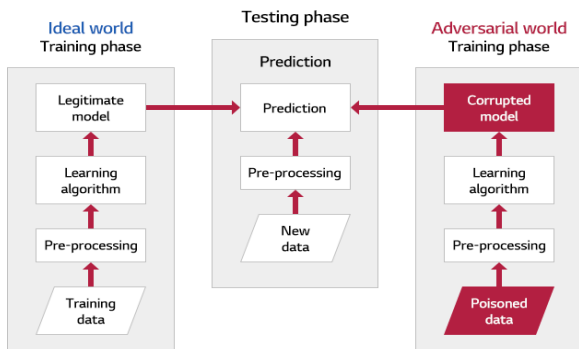 Ideal world
Training phase
Legitimate
model
Learning
algorithm
Pre-processing
Training
data
Testing phase
Prediction
Prediction
Pre-processing
New
data
Adversarial world
Training phase
Corrupted
model
Learning
algorithm
Pre-processing
Poisoned
data